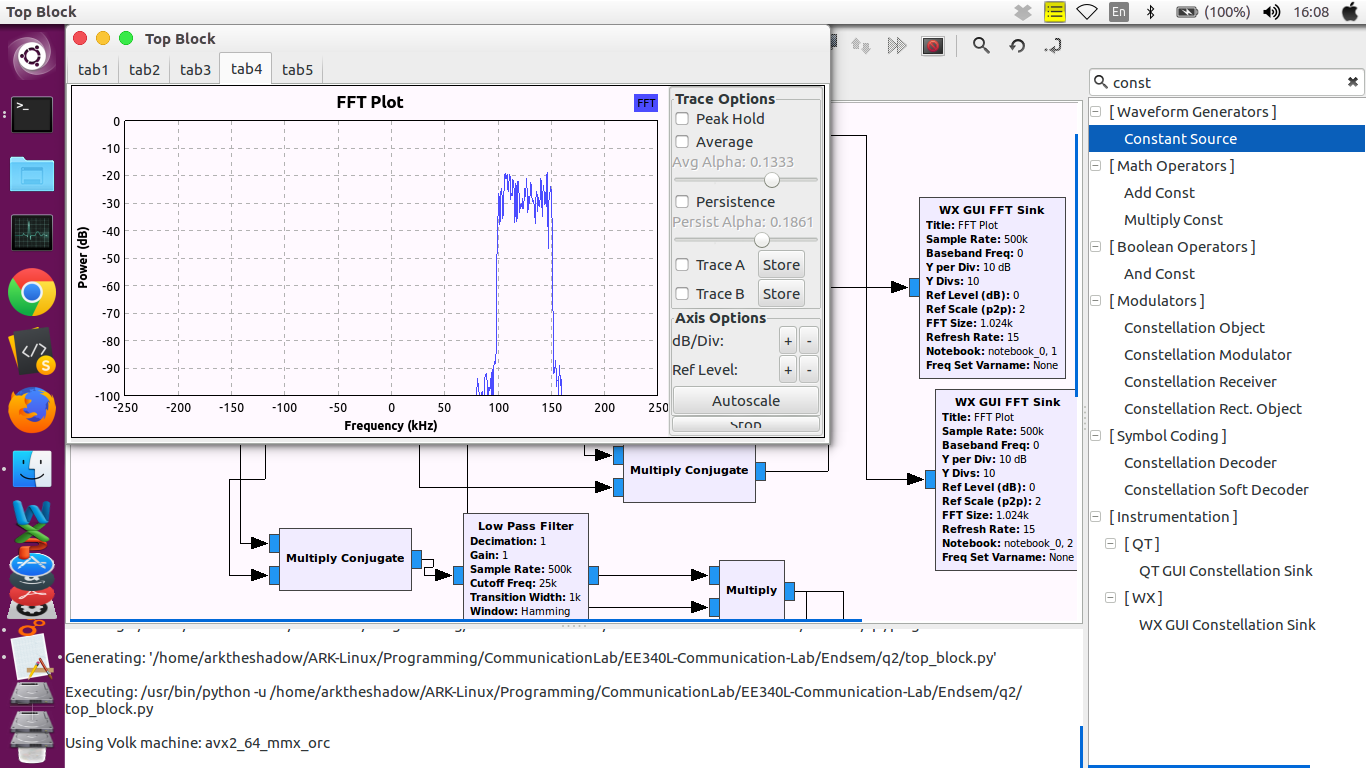 Top Block
En
(100%)
16:08
Top Block
tab1
tab2
tab3
tab4
tab5
FFT Plot
FFT
Power (dB)
0
-10
-20
-30
-40
-50
-60
-70
-80
-90
-100
-250
-200
-150
-100
-50
0
50
100
150
200
250
Frequency (kHz)
Trace Options
Peak Hold
Average
Avg Alpha: 0.1333
Persistence
Persist Alpha: 0.1861
Trace A
Store
Trace B
Store
Axis Options
dB/Div:
+
-
Ref Level:
+
-
Autoscale
Stop
WX GUI FFT Sink
Title: FFT Plot
Sample Rate: 500k
Baseband Freq: 0
Y per Div: 10 dB
Y Divs: 10
Ref Level (dB): 0
Ref Scale (p2p): 2
FFT Size: 1.024k
Refresh Rate: 15
Notebook: notebook_0, 1
Freq Set Varname: None
WX GUI FFT Sink
Title: FFT Plot
Sample Rate: 500k
Baseband Freq: 0
Y per Div: 10 dB
Y Divs: 10
Ref Level (dB): 0
Ref Scale (p2p): 2
FFT Size: 1.024k
Refresh Rate: 15
Notebook: notebook_0, 2
Freq Set Varname: None
Multiply Conjugate
Multiply Conjugate
Low Pass Filter
Decimation: 1
Gain: 1
Sample Rate: 500k
Cutoff Freq: 25k
Transition Width: 1k
Window: Hamming
Multiply
Generating: '/home/arktheshadow/ARK-Linux/Programming/CommunicationLab/EE340L-Communication-Lab/Endsem/q2/top_block.py'
Executing: /usr/bin/python -u /home/arktheshadow/ARK-Linux/Programming/CommunicationLab/EE340L-Communication-Lab/Endsem/q2/
top_block.py
Using Volk machine: avx2_64_mmx_orc
const
[ Waveform Generators ]
Constant Source
[ Math Operators ]
Add Const
Multiply Const
[ Boolean Operators ]
And Const
[ Modulators ]
Constellation Object
Constellation Modulator
Constellation Receiver
Constellation Rect. Object
[ Symbol Coding ]
Constellation Decoder
Constellation Soft Decoder
[ Instrumentation ]
[ QT ]
QT GUI Constellation Sink
[ WX ]
WX GUI Constellation Sink